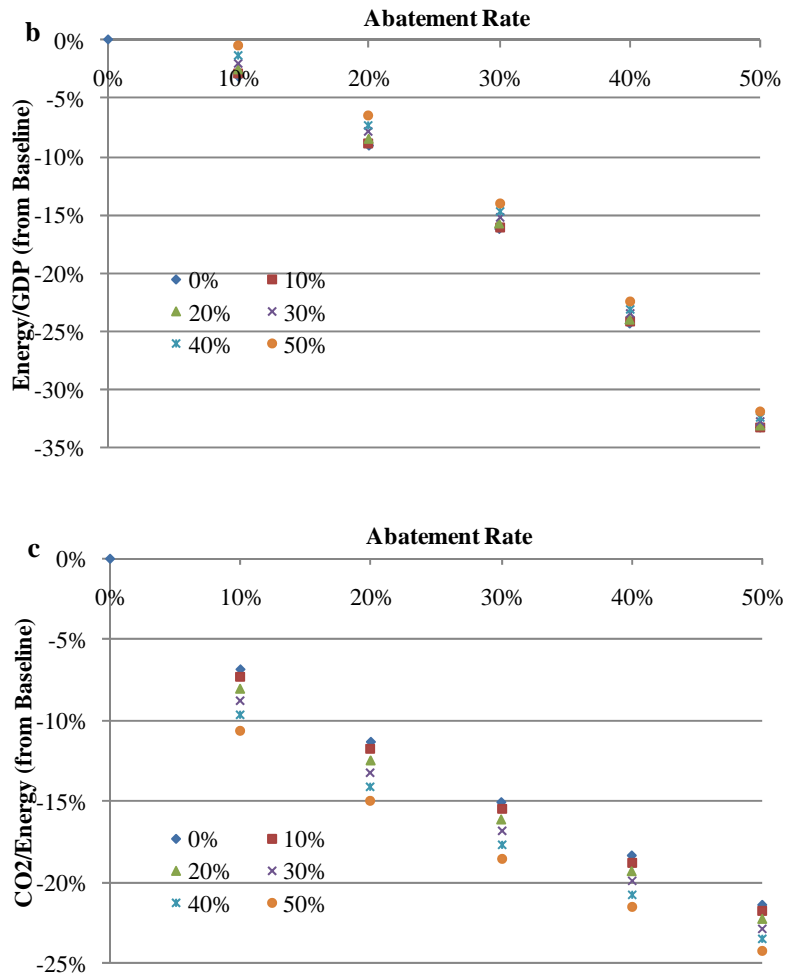 b
Abatement Rate
0%
0% 10% 20% 30% 40% 50%
-5%
-10%
-15%
-20%
-25%
-30%
-35%
Energy/GDP (from Baseline)
0% 10%
20% 30%
40% 50%
c
Abatement Rate
0%
0% 10% 20% 30% 40% 50%
-5%
-10%
-15%
-20%
-25%
CO2/Energy (from Baseline)
0% 10%
20% 30%
40% 50%